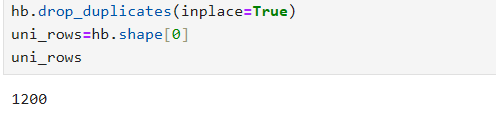 hb.drop_duplicates(inplace=True)
uni_rows=hb.shape[0]
uni_rows
1200